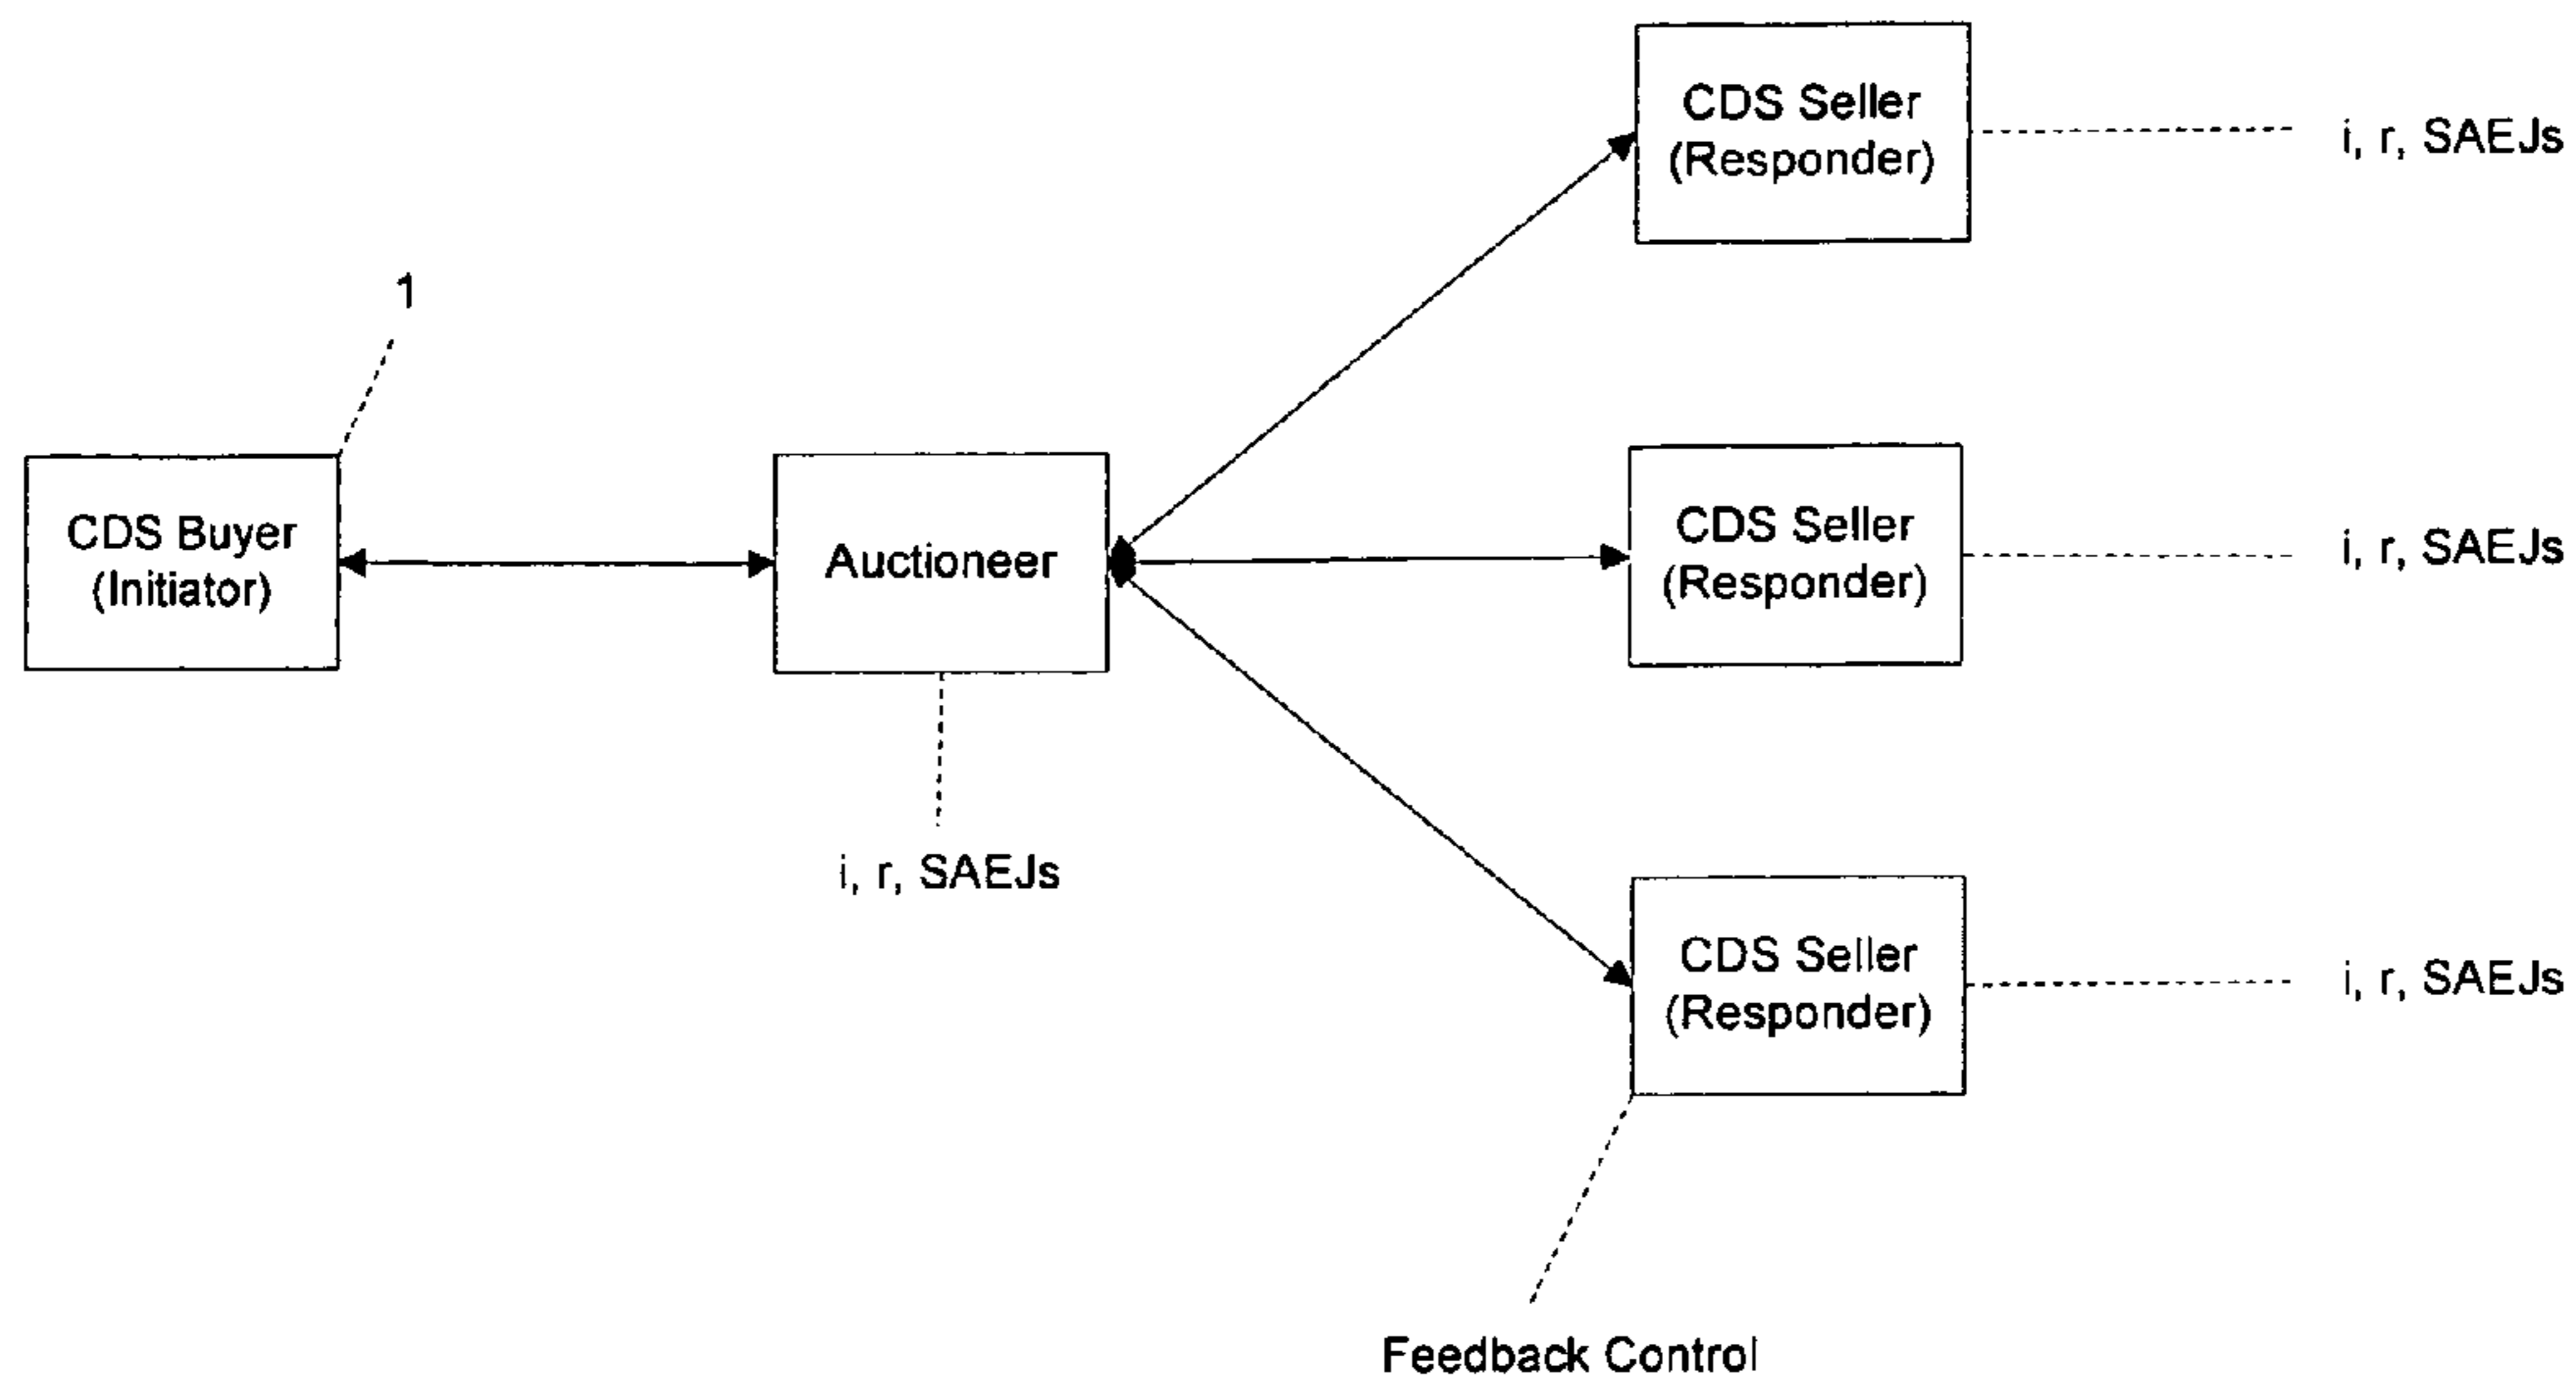 CDS Seller
(Responder)
i, r, SAEJs
1
CDS Buyer
(Initiator)
Auctioneer
CDS Seller
(Responder)
i, r, SAEJs
i, r, SAEJs
CDS Seller
(Responder)
i, r, SAEJs
Feedback Control